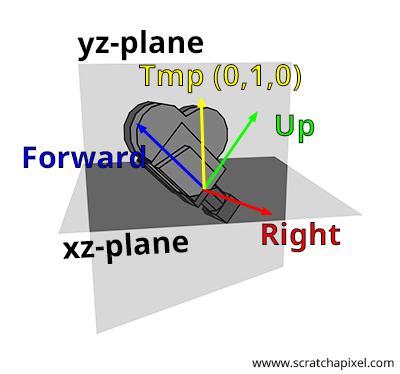 yz-plane
Tmp (0,1,0)
Up
Forward
xz-plane
Right
www.scratchapixel.com